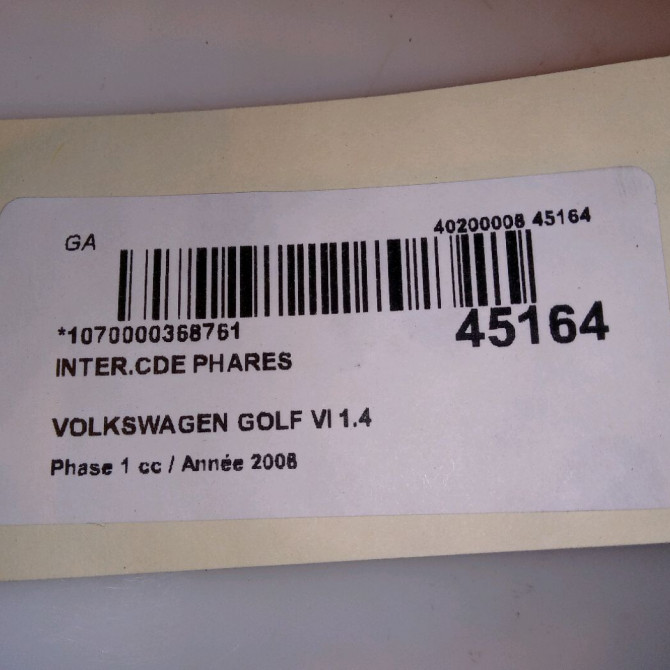 GA
40200008 45164
*1070000368761
45164
INTER.CDE PHARES
VOLKSWAGEN GOLF VI 1.4
Phase 1 cc / Année 2008